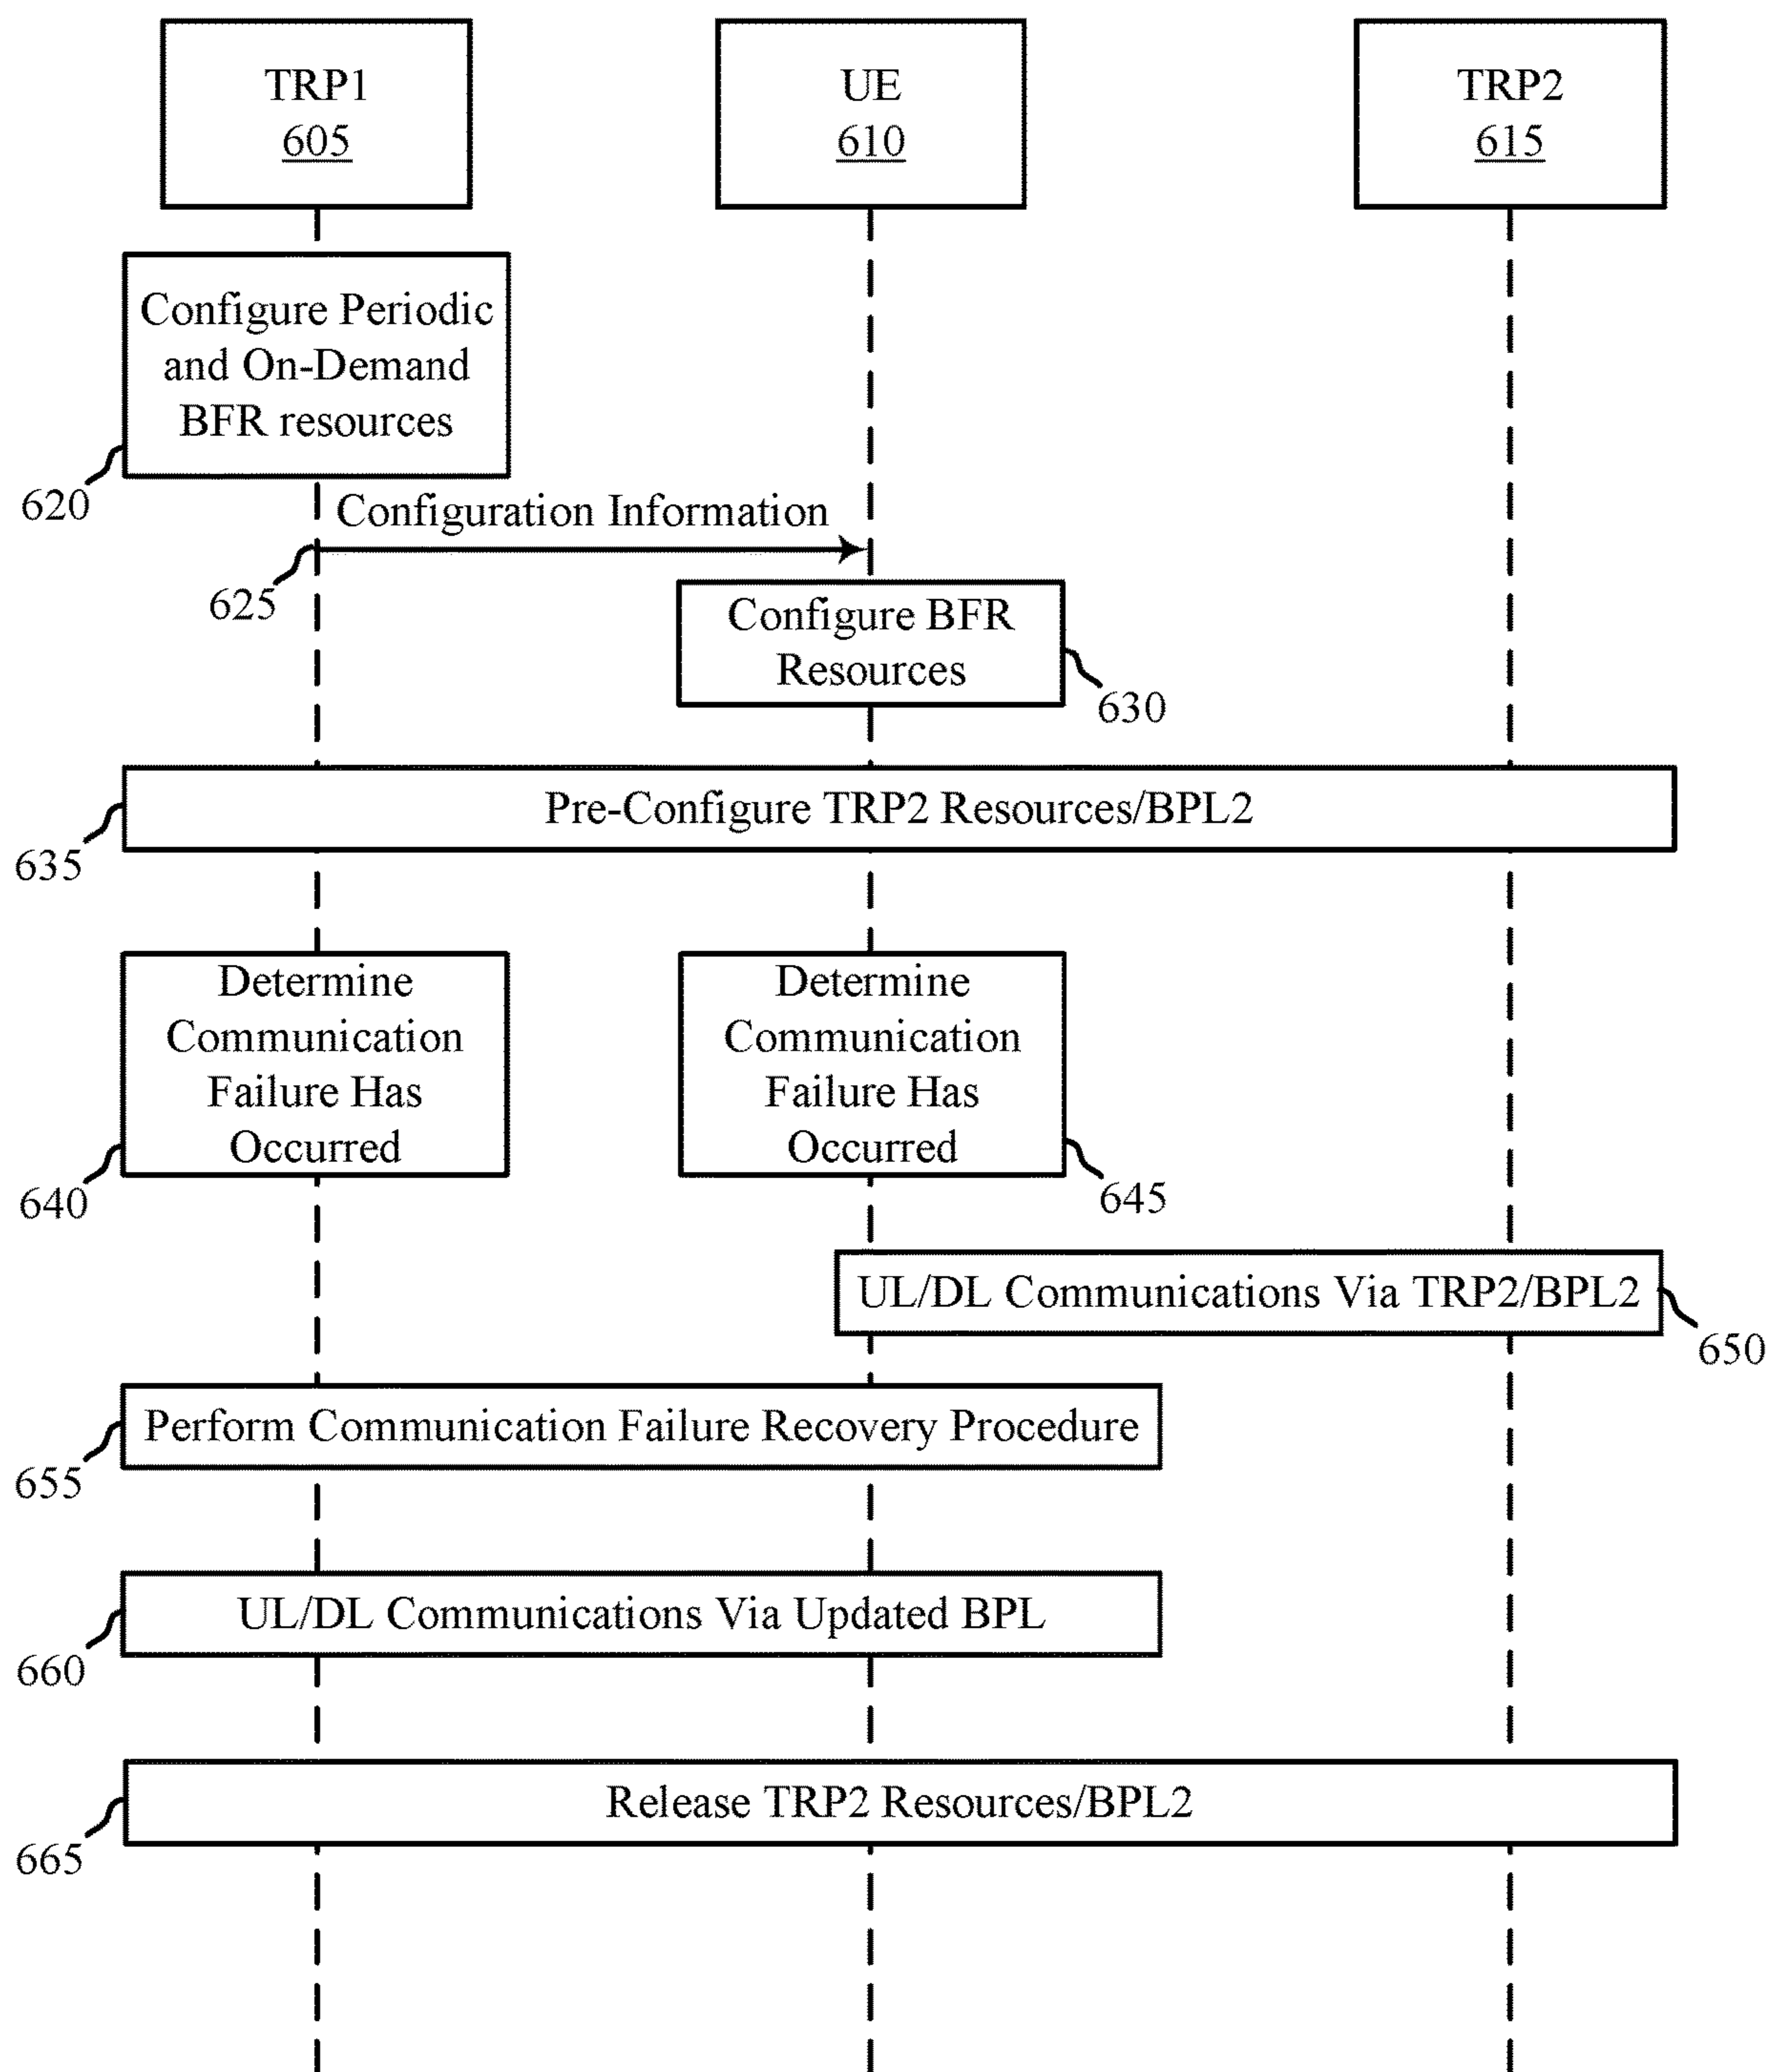 TRP1
605
UE
610
TRP2
615
Configure Periodic
and On-Demand
BFR resources
620
Configuration Information
625
Configure BFR
Resources
630
Pre-Configure TRP2 Resources/BPL2
635
Determine
Communication
Failure Has
Occurred
640
Determine
Communication
Failure Has
Occurred
645
UL/DL Communications Via TRP2/BPL2
650
Perform Communication Failure Recovery Procedure
655
UL/DL Communications Via Updated BPL
660
Release TRP2 Resources/BPL2
665